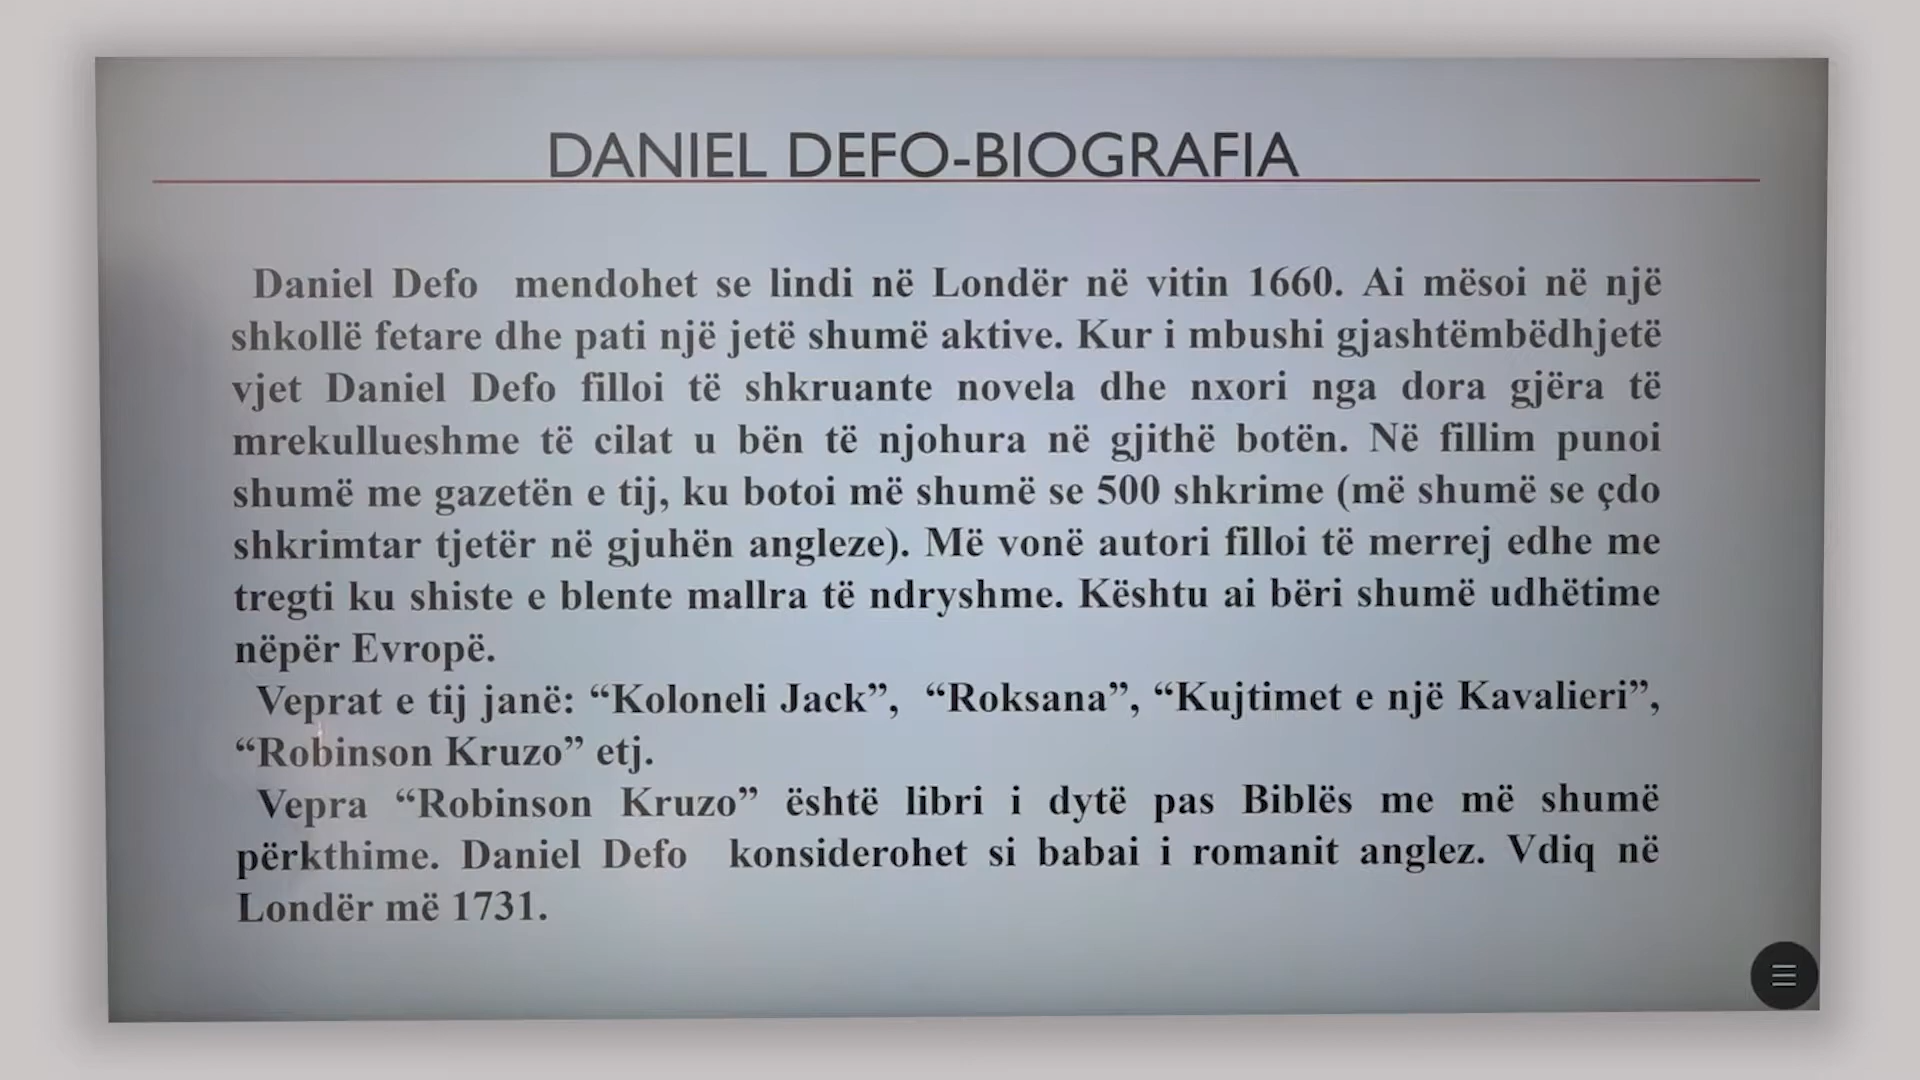 DANIEL DEFO-BIOGRAFIA
Daniel Defo mendohet se lindi në Londër në vitin 1660. Ai mësoi në një
shkollë fetare dhe pati një jetë shumë aktive. Kur i mbushi gjashtëmbëdhjetë
vjet Daniel Defo filloi të shkruante novela dhe nxori nga dora gjëra të
mrekullueshme të cilat u bën të njohura në gjithë botën. Në fillim punoi
shumë me gazetën e tij, ku botoi më shumë se 500 shkrime (më shumë se çdo
shkrimtar tjetër në gjuhën angleze). Më vonë autori filloi të merrej edhe me
tregti ku shiste e blente mallra të ndryshme. Kështu ai bëri shumë udhëtime
nëpër Evropë.
Veprat e tij janë: “Koloneli Jack”, “Roksana”, “Kujtimet e një Kavalieri”,
“Robinson Kruzo” etj.
Vepra “Robinson Kruzo” është libri i dytë pas Biblës me më shumë
përkthime. Daniel Defo konsiderohet si babai i romanit anglez. Vdiq në
Londër më 1731.